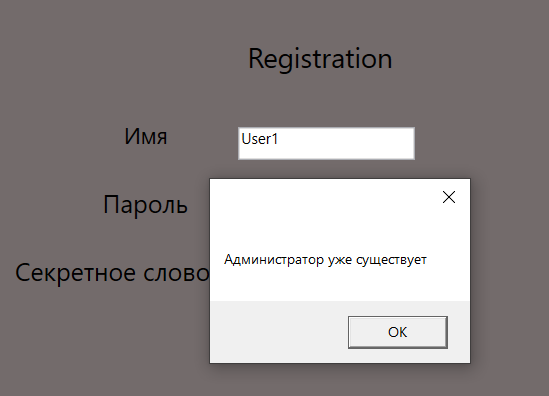 Registration
Имя
User1
Пароль
Администратор уже существует
Секретное слово
OK